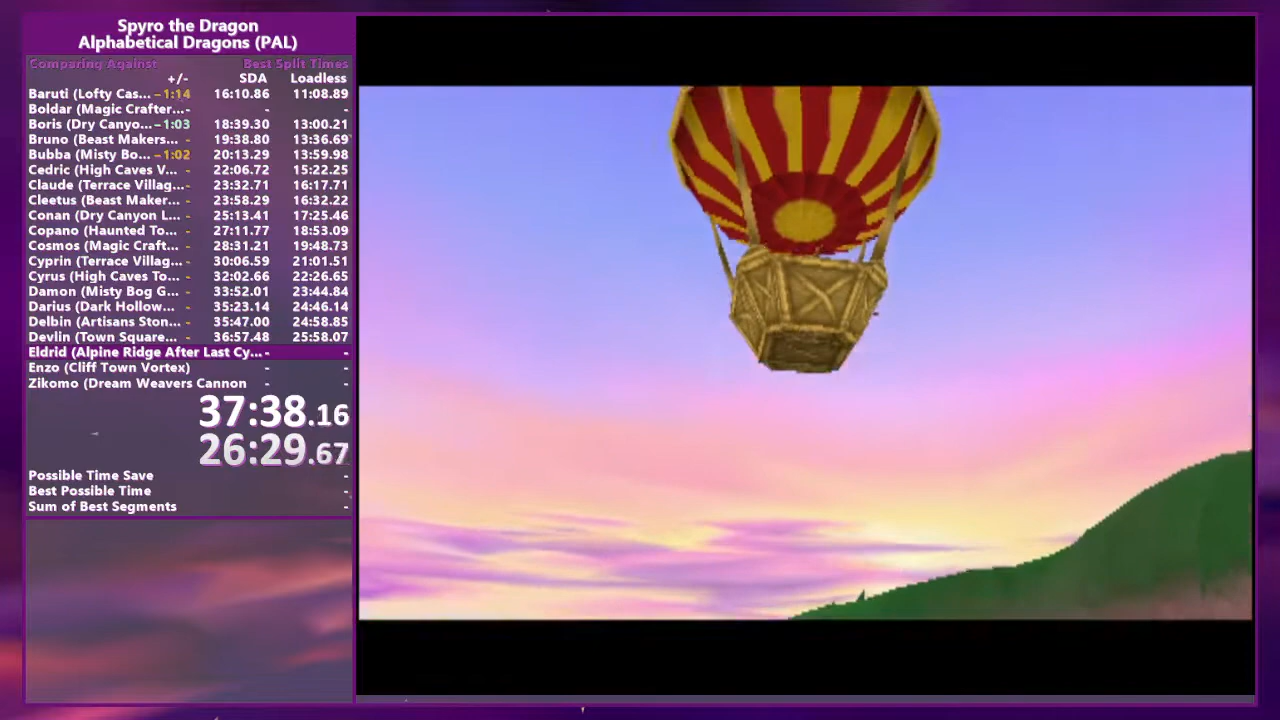 Spyro the Dragon
Alphabetical Dragons (PAL)
Comparing Against Best Split Times
+/- SDA Loadless
Baruti (Lofty Cas... −1:14 16:10.86 11:08.89
Boldar (Magic Crafter... - - -
Boris (Dry Canyo... −1:03 18:39.30 13:00.21
Bruno (Beast Makers... - 19:38.80 13:36.69
Bubba (Misty Bo... −1:02 20:13.29 13:59.98
Cedric (High Caves V... - 22:06.72 15:22.25
Claude (Terrace Villag... - 23:32.71 16:17.71
Cleetus (Beast Maker... - 23:58.29 16:32.22
Conan (Dry Canyon L... - 25:13.41 17:25.46
Copano (Haunted To... - 27:11.77 18:53.09
Cosmos (Magic Craft... - 28:31.21 19:48.73
Cyprin (Terrace Villag... - 30:06.59 21:01.51
Cyrus (High Caves To... - 32:02.66 22:26.65
Damon (Misty Bog G... - 33:52.01 23:44.84
Darius (Dark Hollow... - 35:23.14 24:46.14
Delbin (Artisans Ston... - 35:47.00 24:58.85
Devlin (Town Square... - 36:57.48 25:58.07
Eldrid (Alpine Ridge After Last Cy... - -
Enzo (Cliff Town Vortex) - -
Zikomo (Dream Weavers Cannon - -
37:38.16
26:29.67
Possible Time Save -
Best Possible Time -
Sum of Best Segments -